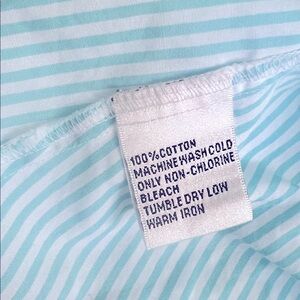 100%COTTON
MACHINE WASH COLD
ONLY NON-CHLORINE
BLEACH
TUMBLE DRY LOW
WARM IRON